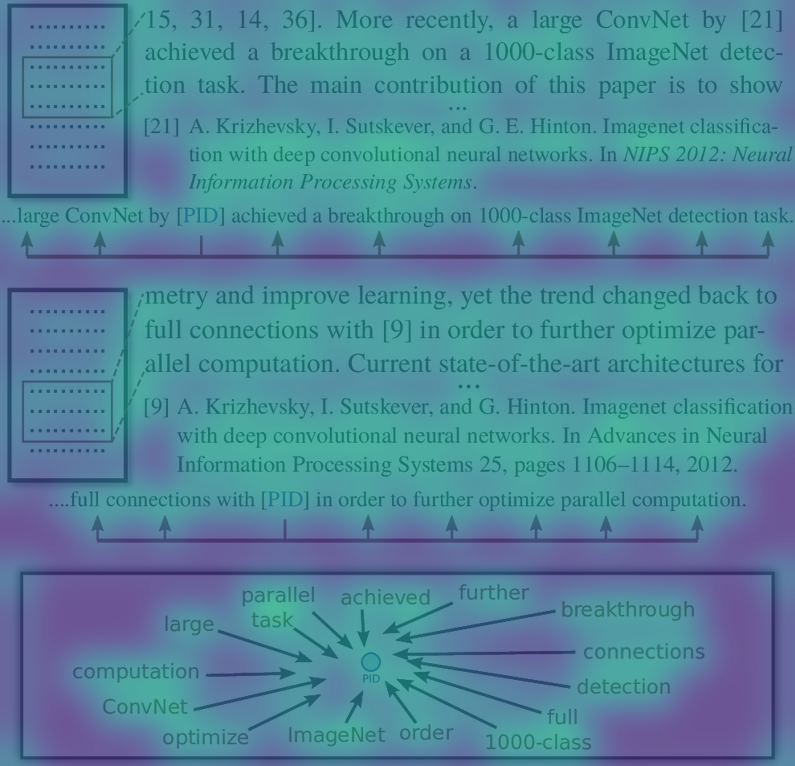 15, 31, 14, 36]. More recently, a large ConvNet by [21]
achieved a breakthrough on a 1000-class ImageNet detec-
tion task. The main contribution of this paper is to show
...
[21] A. Krizhevsky, I. Sutskever, and G. E. Hinton. Imagenet classifica-
tion with deep convolutional neural networks. In NIPS 2012: Neural
Information Processing Systems.
...large ConvNet by [PID] achieved a breakthrough on 1000-class ImageNet detection task.
metry and improve learning, yet the trend changed back to
full connections with [9] in order to further optimize par-
allel computation. Current state-of-the-art architectures for
...
[9] A. Krizhevsky, I. Sutskever, and G. Hinton. Imagenet classification
with deep convolutional neural networks. In Advances in Neural
Information Processing Systems 25, pages 1106–1114, 2012.
....full connections with [PID] in order to further optimize parallel computation.
parallel
achieved
further
large
task
breakthrough
computation
PID
connections
ConvNet
detection
optimize
ImageNet
order
full
1000-class